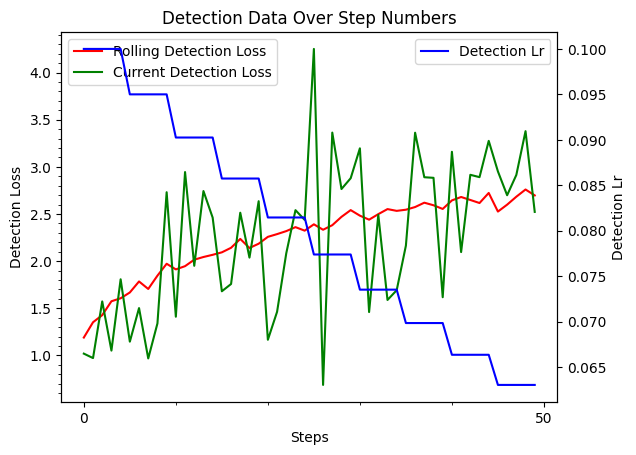 Detection Data Over Step Numbers
Rolling Detection Loss
Current Detection Loss
Detection Lr
4.0
3.5
3.0
2.5
2.0
1.5
1.0
Detection Loss
0.100
0.095
0.090
0.085
0.080
0.075
0.070
0.065
Detection Lr
0
50
Steps